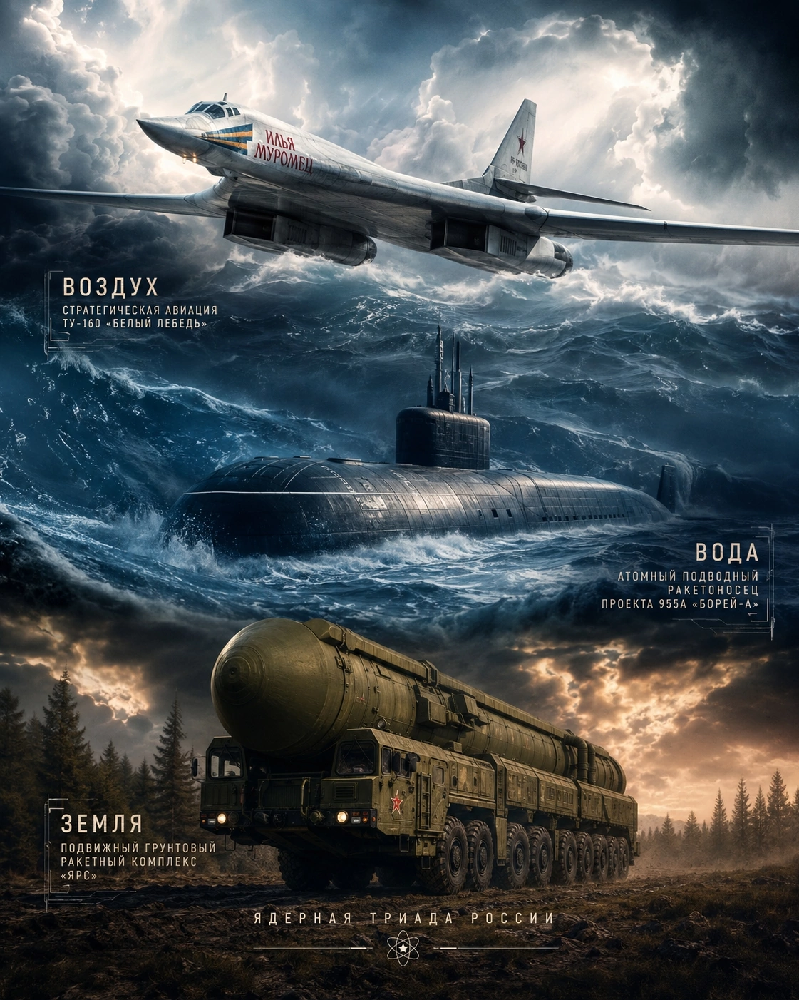 ИЛЬЯ
МУРОМЕЦ
ВОЗДУХ
СТРАТЕГИЧЕСКАЯ АВИАЦИЯ
ТУ-160 «БЕЛЫЙ ЛЕБЕДЬ»
ВОДА
АТОМНЫЙ ПОДВОДНЫЙ
РАКЕТОНОСЕЦ
ПРОЕКТА 955А «БОРЕЙ-А»
ЗЕМЛЯ
ПОДВИЖНЫЙ ГРУНТОВЫЙ
РАКЕТНЫЙ КОМПЛЕКС
«ЯРС»
ЯДЕРНАЯ ТРИАДА РОССИИ